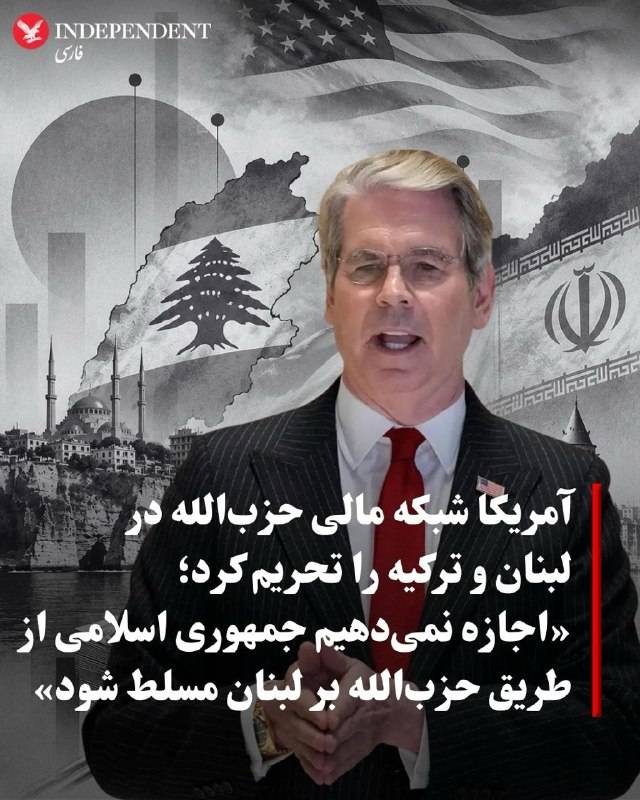 INDEPENDENT
فارسی
آمریکا شبکه مالی حزب‌الله در
لبنان و ترکیه را تحریم کرد؛
«اجازه نمی‌دهیم جمهوری اسلامی از
طریق حزب‌الله بر لبنان مسلط شود»